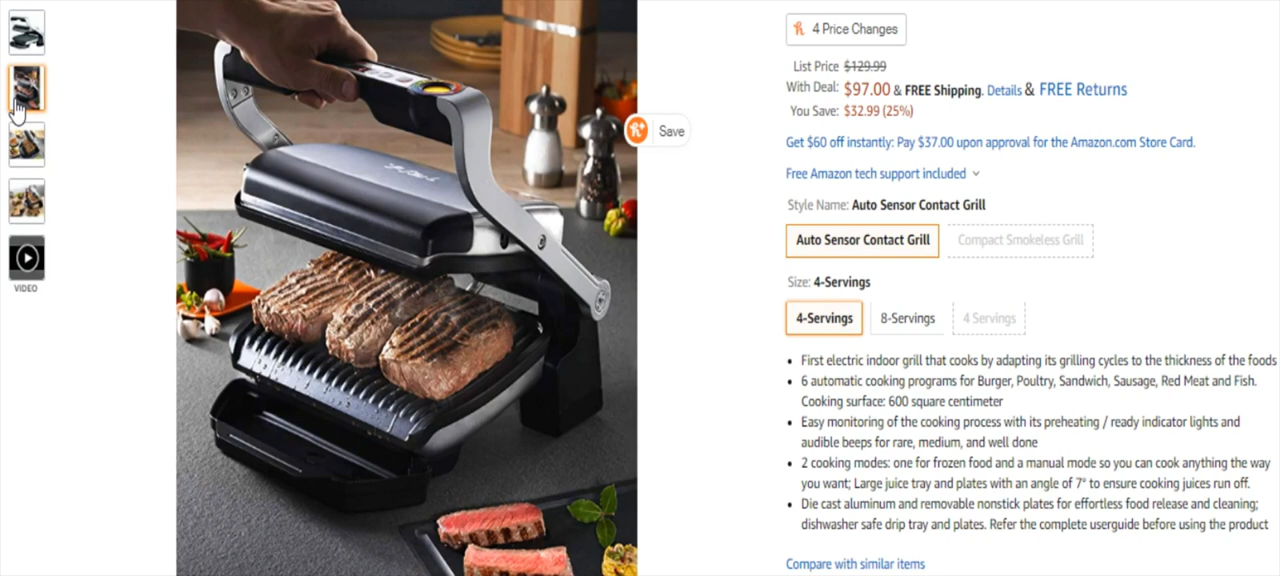 4 Price Changes
List Price $129.99
With Deal: $97.00 & FREE Shipping. Details & FREE Returns
You Save: $32.99 (25%)
Save
Get $60 off instantly: Pay $37.00 upon approval for the Amazon.com Store Card.
Free Amazon tech support included
Style Name: Auto Sensor Contact Grill
Auto Sensor Contact Grill Compact Smokeless Grill
Size: 4-Servings
4-Servings 8-Servings 4 Servings
VIDEO
• First electric indoor grill that cooks by adapting its grilling cycles to the thickness of the foods
• 6 automatic cooking programs for Burger, Poultry, Sandwich, Sausage, Red Meat and Fish.
Cooking surface: 600 square centimeter
• Easy monitoring of the cooking process with its preheating / ready indicator lights and
audible beeps for rare, medium, and well done
• 2 cooking modes: one for frozen food and a manual mode so you can cook anything the way
you want; Large juice tray and plates with an angle of 7° to ensure cooking juices run off.
• Die cast aluminum and removable nonstick plates for effortless food release and cleaning;
dishwasher safe drip tray and plates. Refer the complete userguide before using the product
Compare with similar items